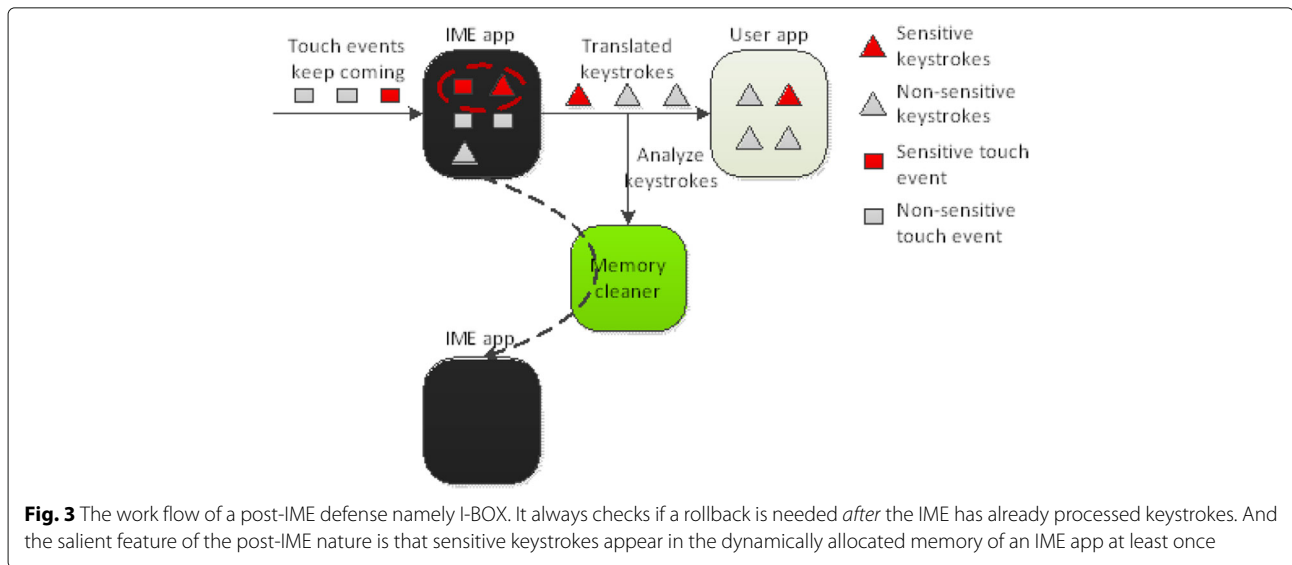 IME app
User app
Touch events
keep coming
Translated
keystrokes
Sensitive
keystrokes
Non-sensitive
keystrokes
Analyze
keystrokes
Sensitive touch
event
Non-sensitive
touch event
Memory
cleaner
IME app
Fig. 3 The work flow of a post-IME defense namely I-BOX. It always checks if a rollback is needed after the IME has already processed keystrokes. And
the salient feature of the post-IME nature is that sensitive keystrokes appear in the dynamically allocated memory of an IME app at least once